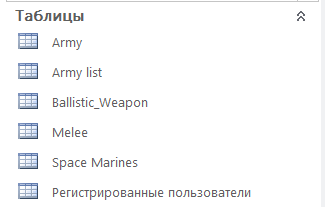 Таблицы
Army
Army list
Ballistic_Weapon
Melee
Space Marines
Регистрированные пользователи